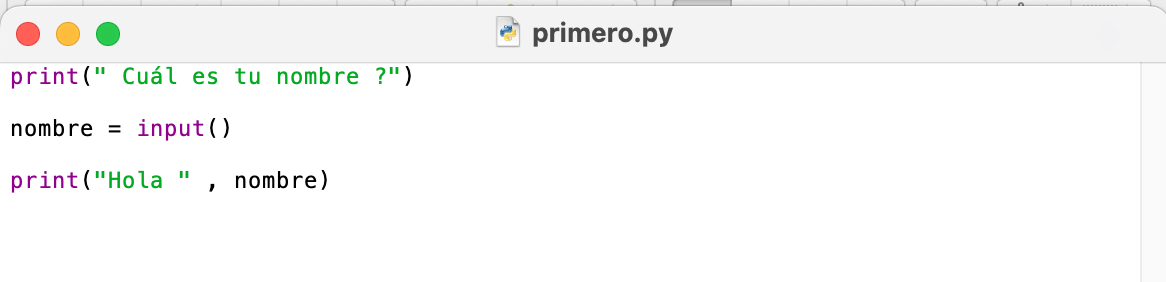 primero.py
print(" Cuál es tu nombre ?")
nombre = input()
print("Hola " , nombre)